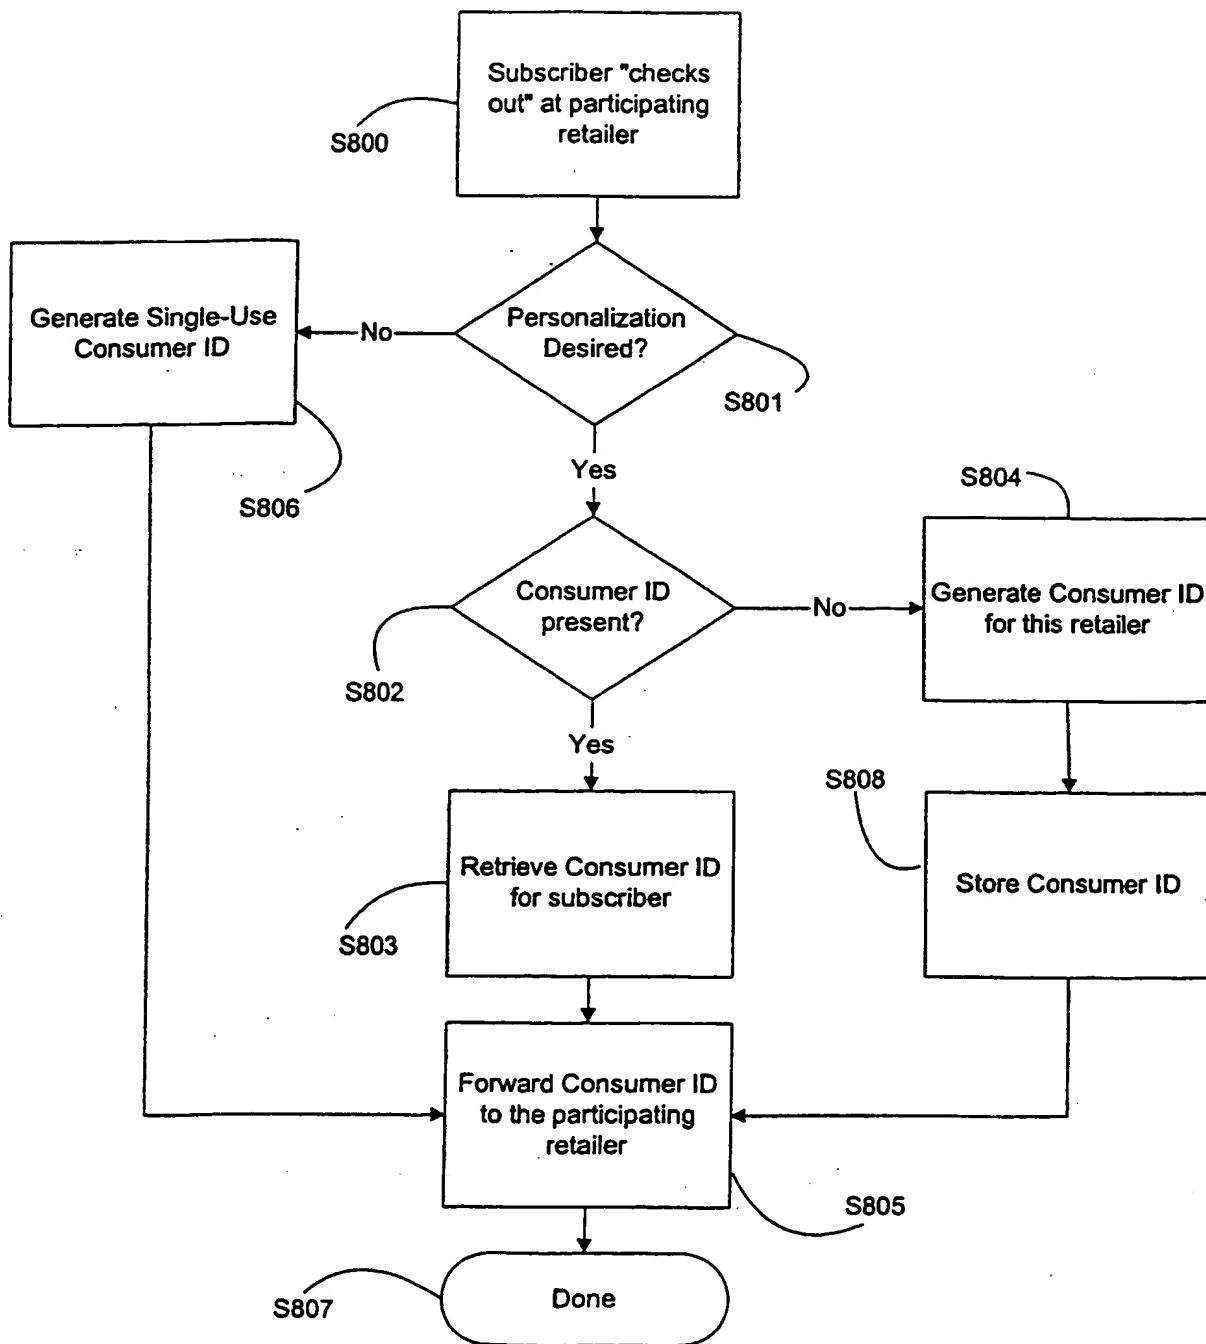 Subscriber "checks
out" at participating
retailer
S800
Generate Single-Use
Consumer ID
No
Personalization
Desired?
S801
Yes
S806
S804
Consumer ID
present?
No
Generate Consumer ID
for this retailer
S802
Yes
S808
Retrieve Consumer ID
for subscriber
Store Consumer ID
S803
Forward Consumer ID
to the participating
retailer
S805
Done
S807